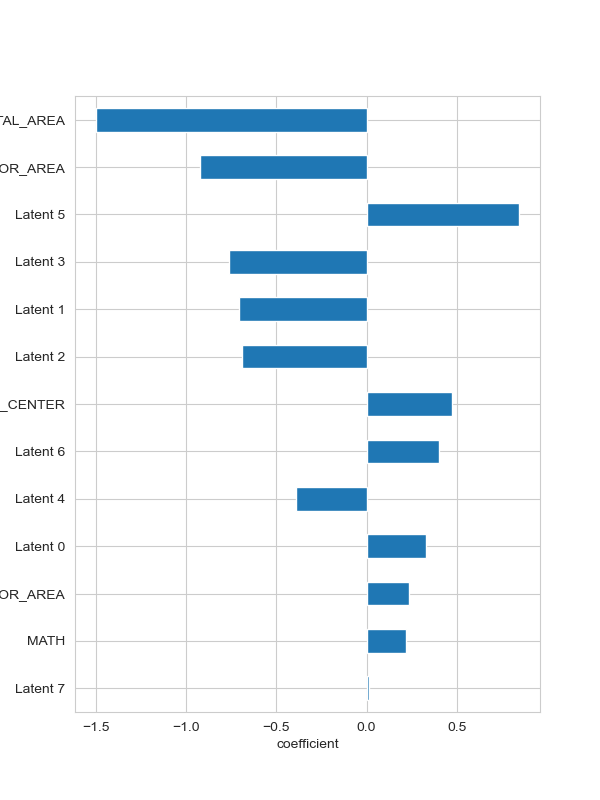 TAL_AREA
OR_AREA
Latent 5
Latent 3
Latent 1
Latent 2
_CENTER
Latent 6
Latent 4
Latent 0
OR_AREA
MATH
Latent 7
−1.5 −1.0 −0.5 0.0 0.5
coefficient